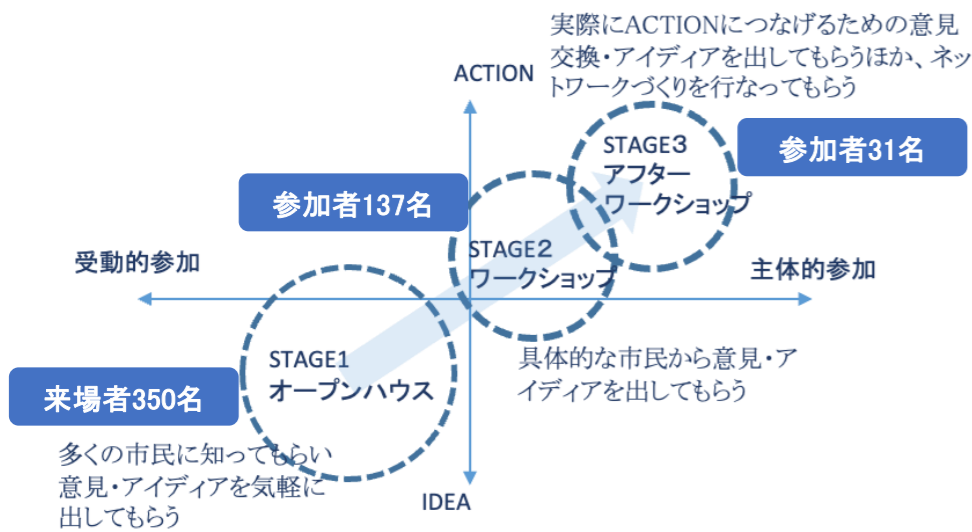 実際にACTIONにつなげるための意見
交換・アイディアを出してもらうほか、ネッ
トワークづくりを行なってもらう
ACTION
STAGE3
アフター
ワークショップ
参加者31名
参加者137名
STAGE2
ワークショップ
受動的参加
主体的参加
STAGE1
オープンハウス
具体的な市民から意見・ア
イディアを出してもらう
来場者350名
多くの市民に知ってもらい
意見・アイディアを気軽に
出してもらう
IDEA